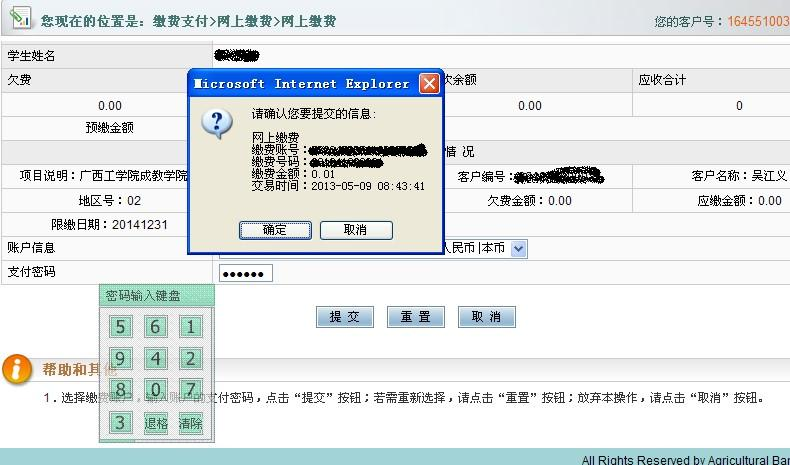 您现在的位置是：缴费支付>网上缴费>网上缴费
您的客户号：164551003
学生姓名
欠费
次余额
应收合计
0.00
0.00
0
预缴金额
Microsoft Internet Explorer
请确认您要提交的信息:
网上缴费
缴费账号：
缴费号码：
缴费金额：0.01
交易时间：2013-05-09 08:43:41
确定
取消
情 况
项目说明：广西工学院成教学院
客户编号：
客户名称：吴江义
地区号：02
欠费金额：0.00
应缴金额：0.00
限缴日期：20141231
账户信息
人民币|本币
支付密码
●●●●●●
密码输入键盘
5 6 1
9 4 2
8 0 7
3 退格 清除
提 交
重 置
取 消
帮助和其他
1．选择缴费账户，输入账户的支付密码，点击“提交”按钮；若需重新选择，请点击“重置”按钮；放弃本操作，请点击“取消”按钮。
All Rights Reserved by Agricultural Ban